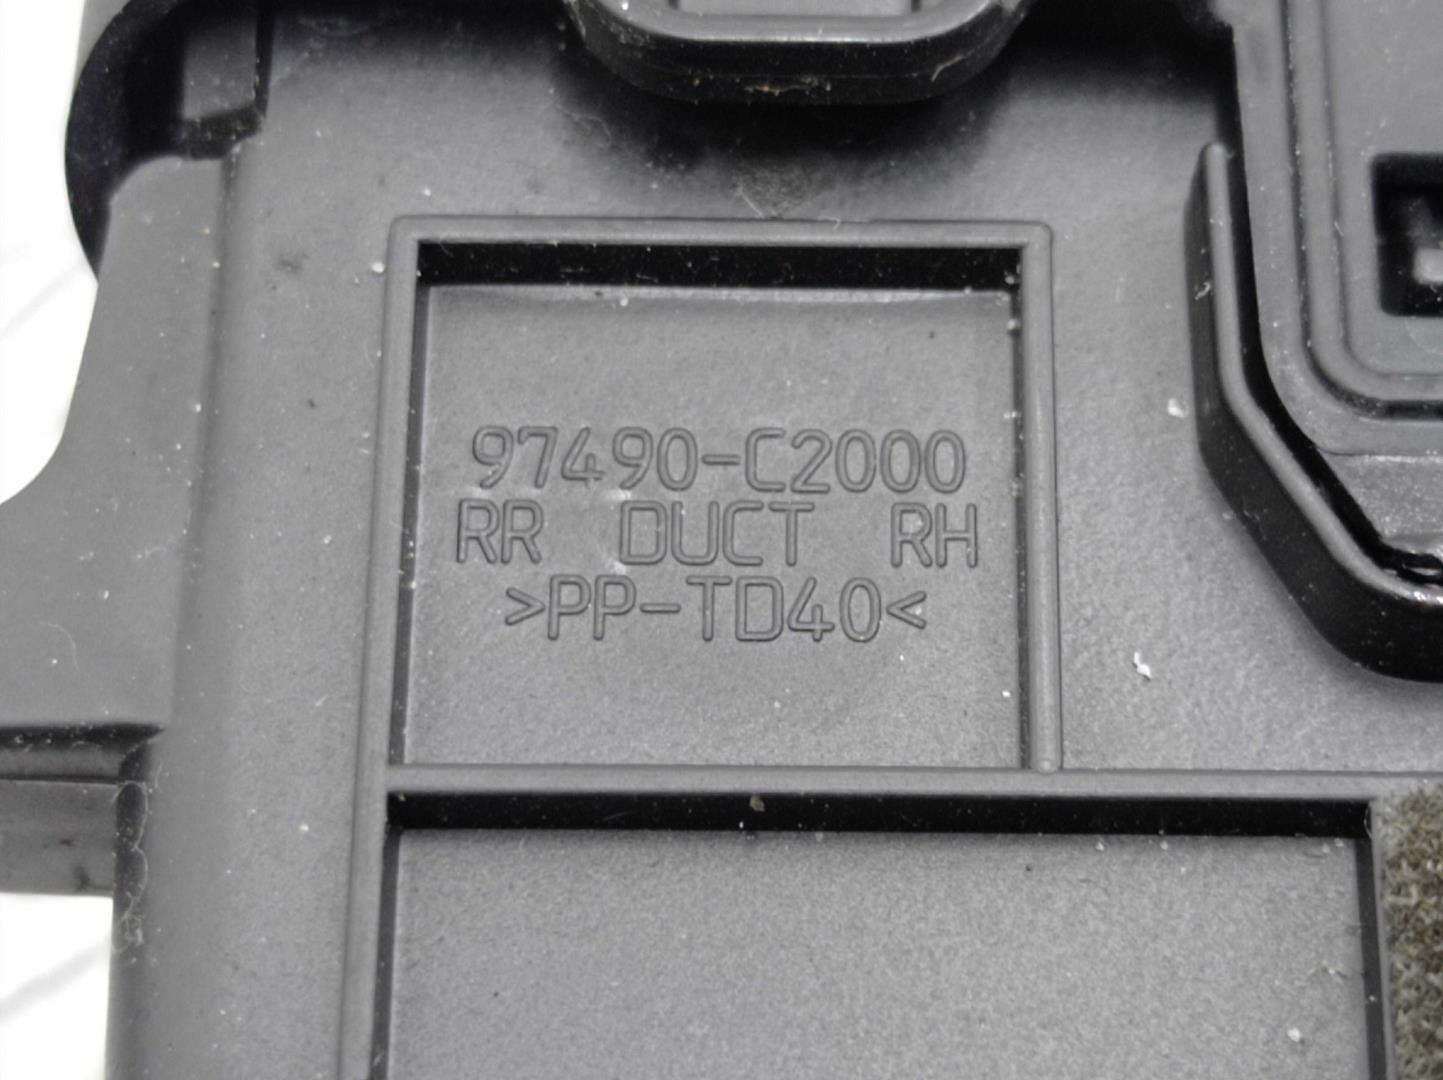 97490-C2000
RR DUCT RH
>PP-TD40<